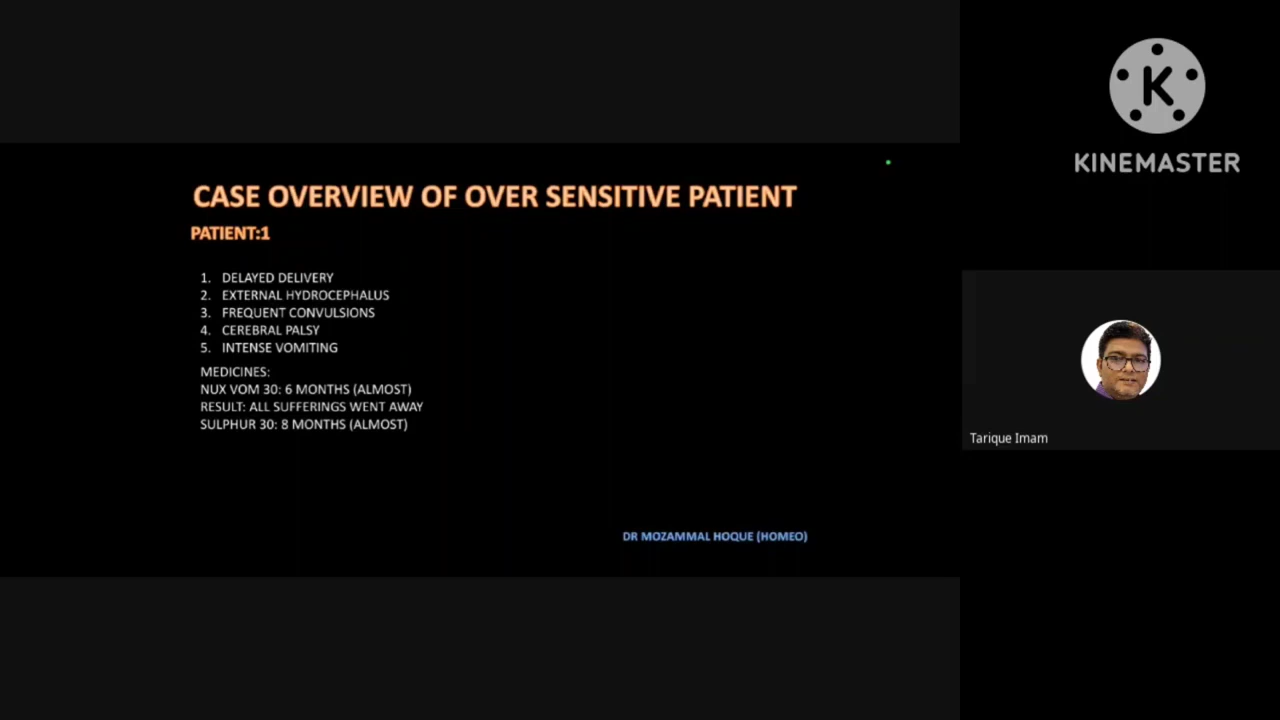 CASE OVERVIEW OF OVER SENSITIVE PATIENT
PATIENT:1
1. DELAYED DELIVERY
2. EXTERNAL HYDROCEPHALUS
3. FREQUENT CONVULSIONS
4. CEREBRAL PALSY
5. INTENSE VOMITING
MEDICINES:
NUX VOM 30: 6 MONTHS (ALMOST)
RESULT: ALL SUFFERINGS WENT AWAY
SULPHUR 30: 8 MONTHS (ALMOST)
DR MOZAMMAL HOQUE (HOMEO)
K
KINEMASTER
Tarique Imam